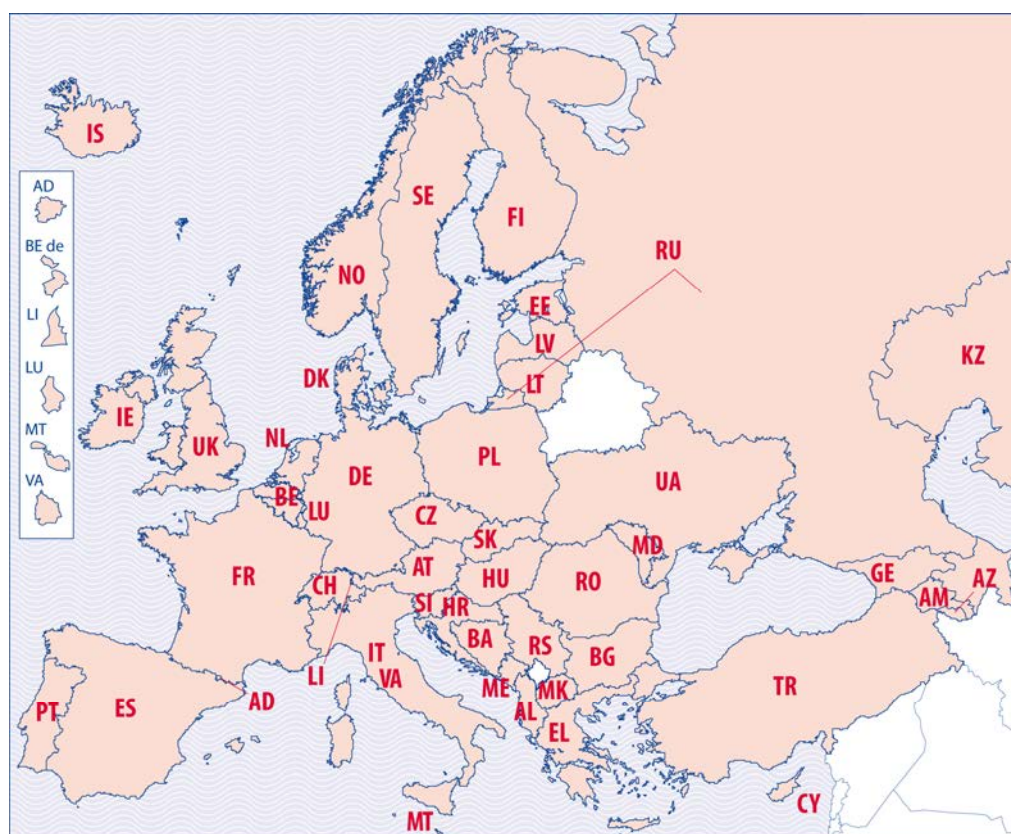 IS
AD
BE de
LI
LU
MT
VA
SE
FI
NO
RU
EE
LV
LT
KZ
DK
IE
UK
NL
BE
LU
DE
PL
UA
CZ
SK
MD
FR
CH
AT
HU
RO
GE
AZ
AM
SI
HR
BA
RS
BG
IT
VA
LI
ME
MK
AL
EL
TR
PT
ES
AD
MT
CY